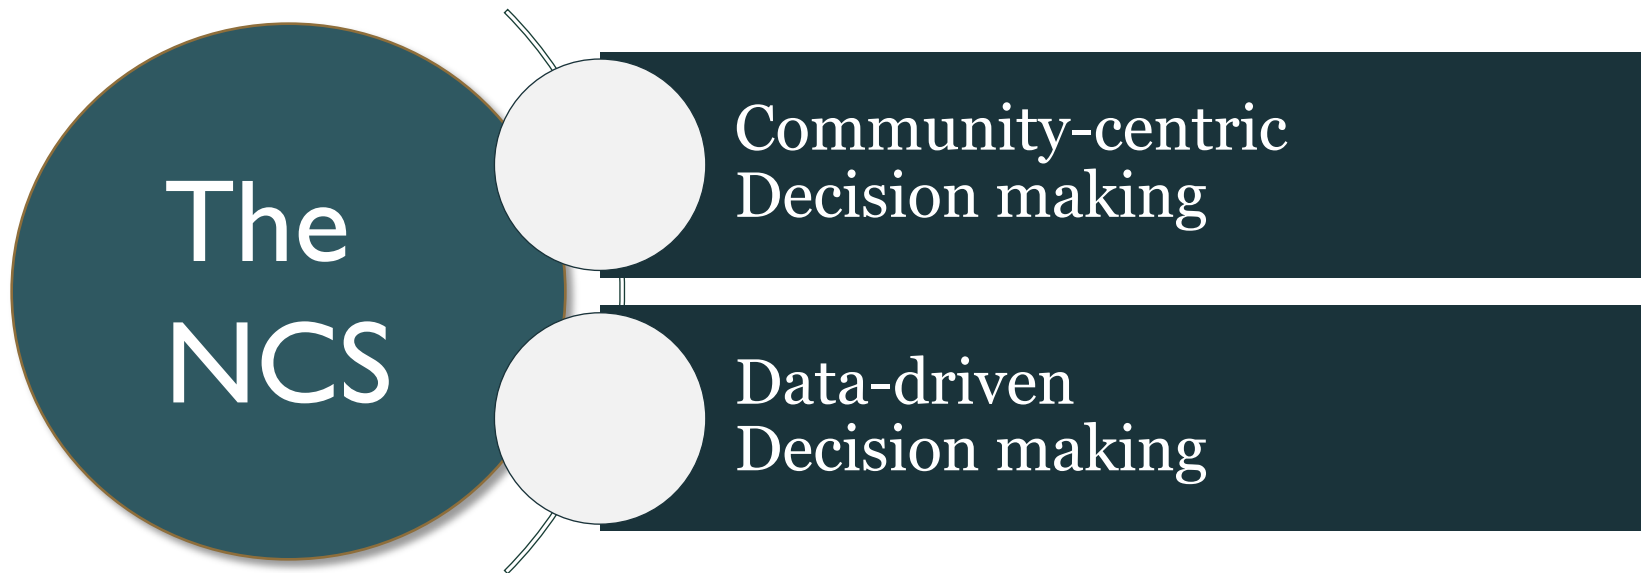 The
NCS
Community-centric
Decision making
Data-driven
Decision making